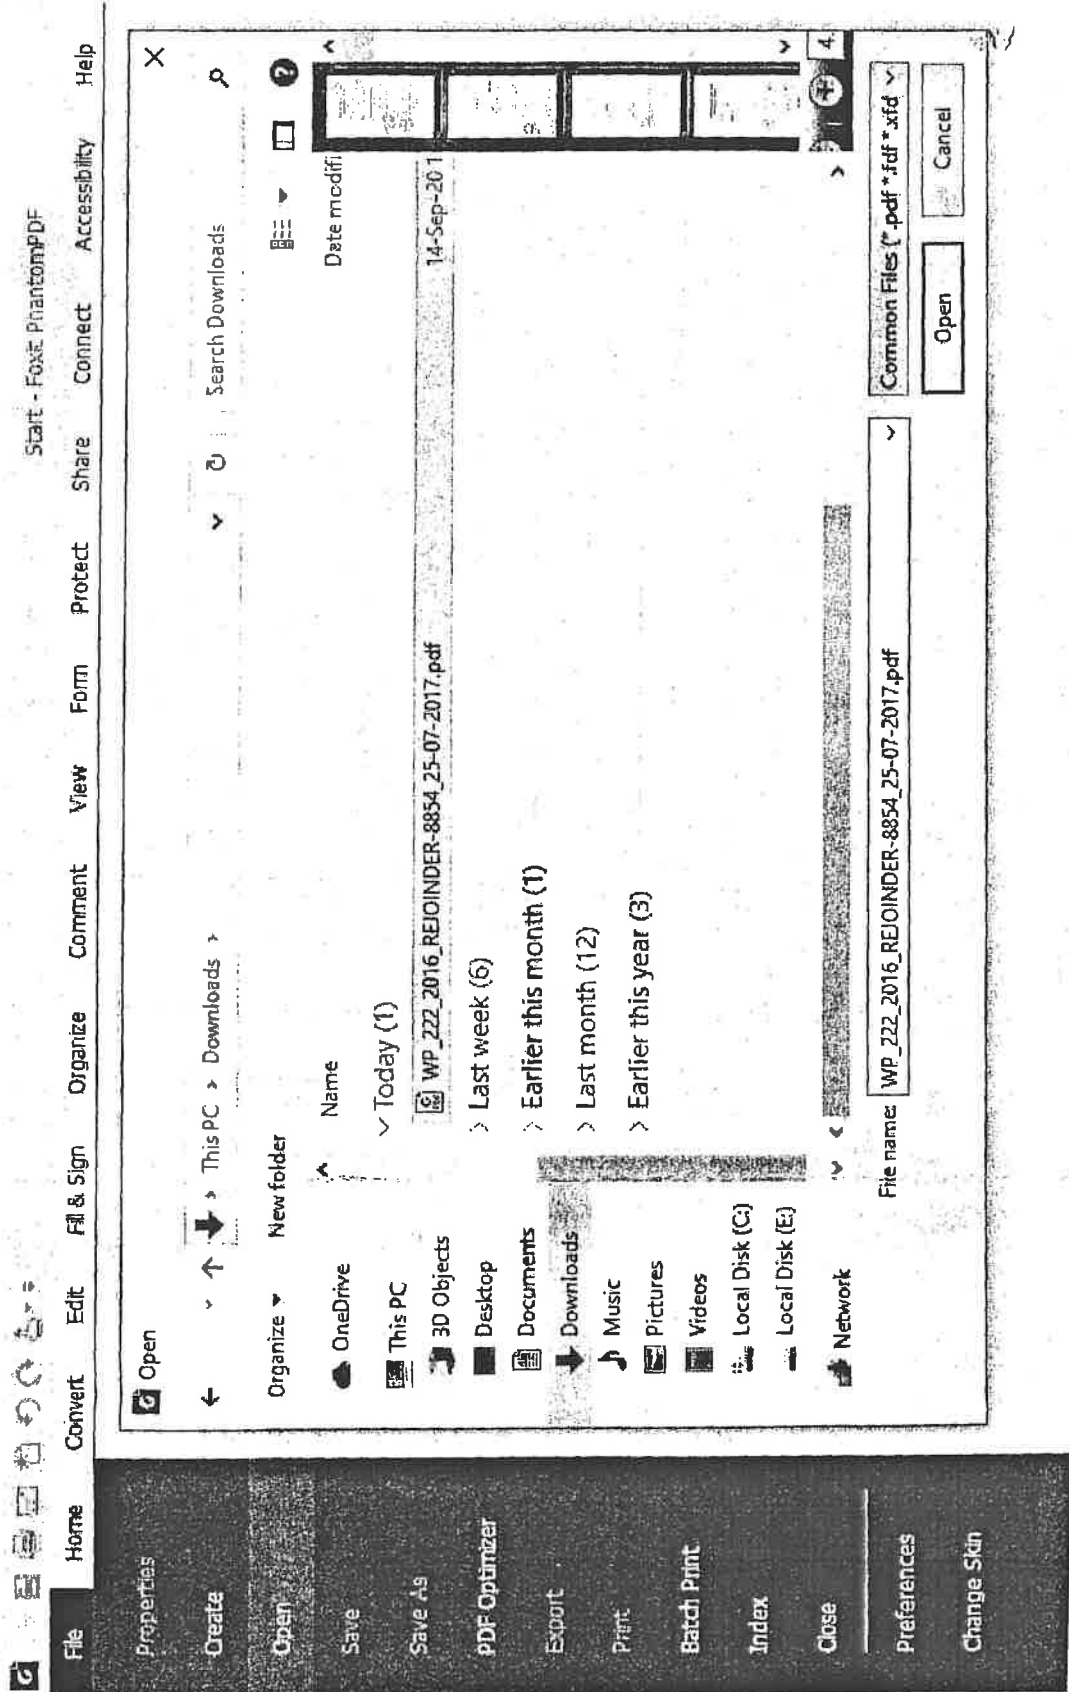 Start - Foxit PhantomPDF
File Home Convert Edit Fill & Sign Organize Comment View Form Protect Share Connect Accessibility Help
Properties
Create
Open
Save
Save As
PDF Optimizer
Export
Print
Batch Print
Index
Close
Preferences
Change Skin
Open
This PC > Downloads >
Search Downloads
Organize
New folder
OneDrive
This PC
3D Objects
Desktop
Documents
Downloads
Music
Pictures
Videos
Local Disk (C:)
Local Disk (E:)
Network
Name Date modifi
Today (1)
WP_222_2016_REJOINDER-8854_25-07-2017.pdf 14-Sep-201
Last week (6)
Earlier this month (1)
Last month (12)
Earlier this year (3)
4.
File name: WP_222_2016_REJOINDER-8854_25-07-2017.pdf
Common Files (*.pdf *.fdf *.xfd
Open
Cancel